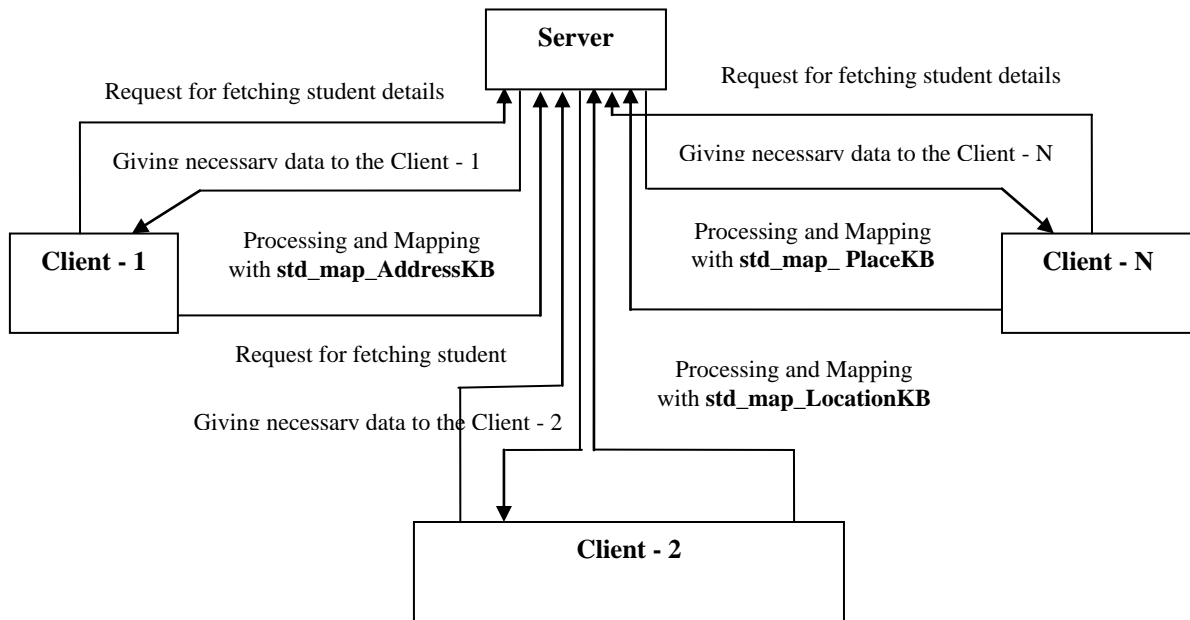 Server
Request for fetching student details
Request for fetching student details
Giving necessary data to the Client - 1
Giving necessary data to the Client - N
Processing and Mapping
with std_map_AddressKB
Processing and Mapping
with std_map_ PlaceKB
Client - 1
Client - N
Request for fetching student
Processing and Mapping
with std_map_LocationKB
Giving necessary data to the Client - 2
Client - 2